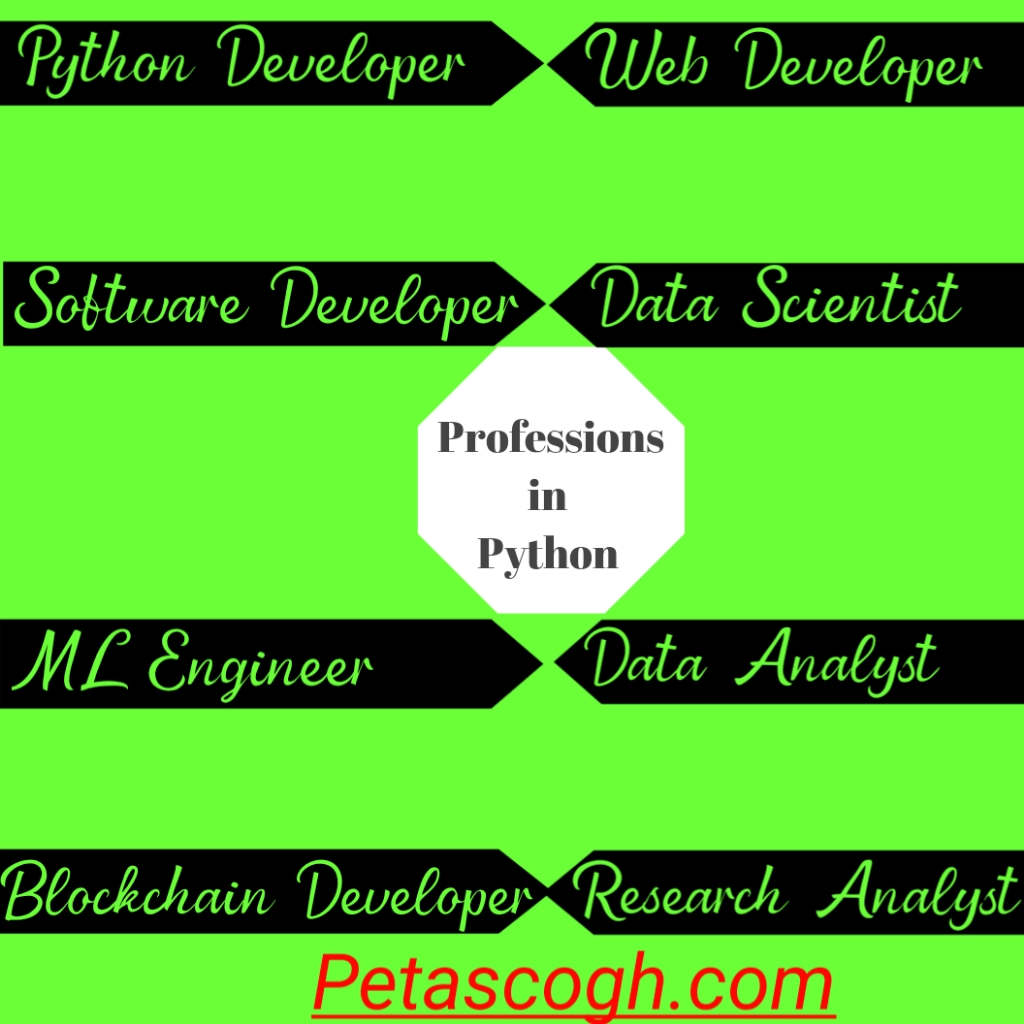 Python Developer
Web Developer
Software Developer
Data Scientist
Professions
in
Python
ML Engineer
Data Analyst
Blockchain Developer
Research Analyst
Petascogh.com